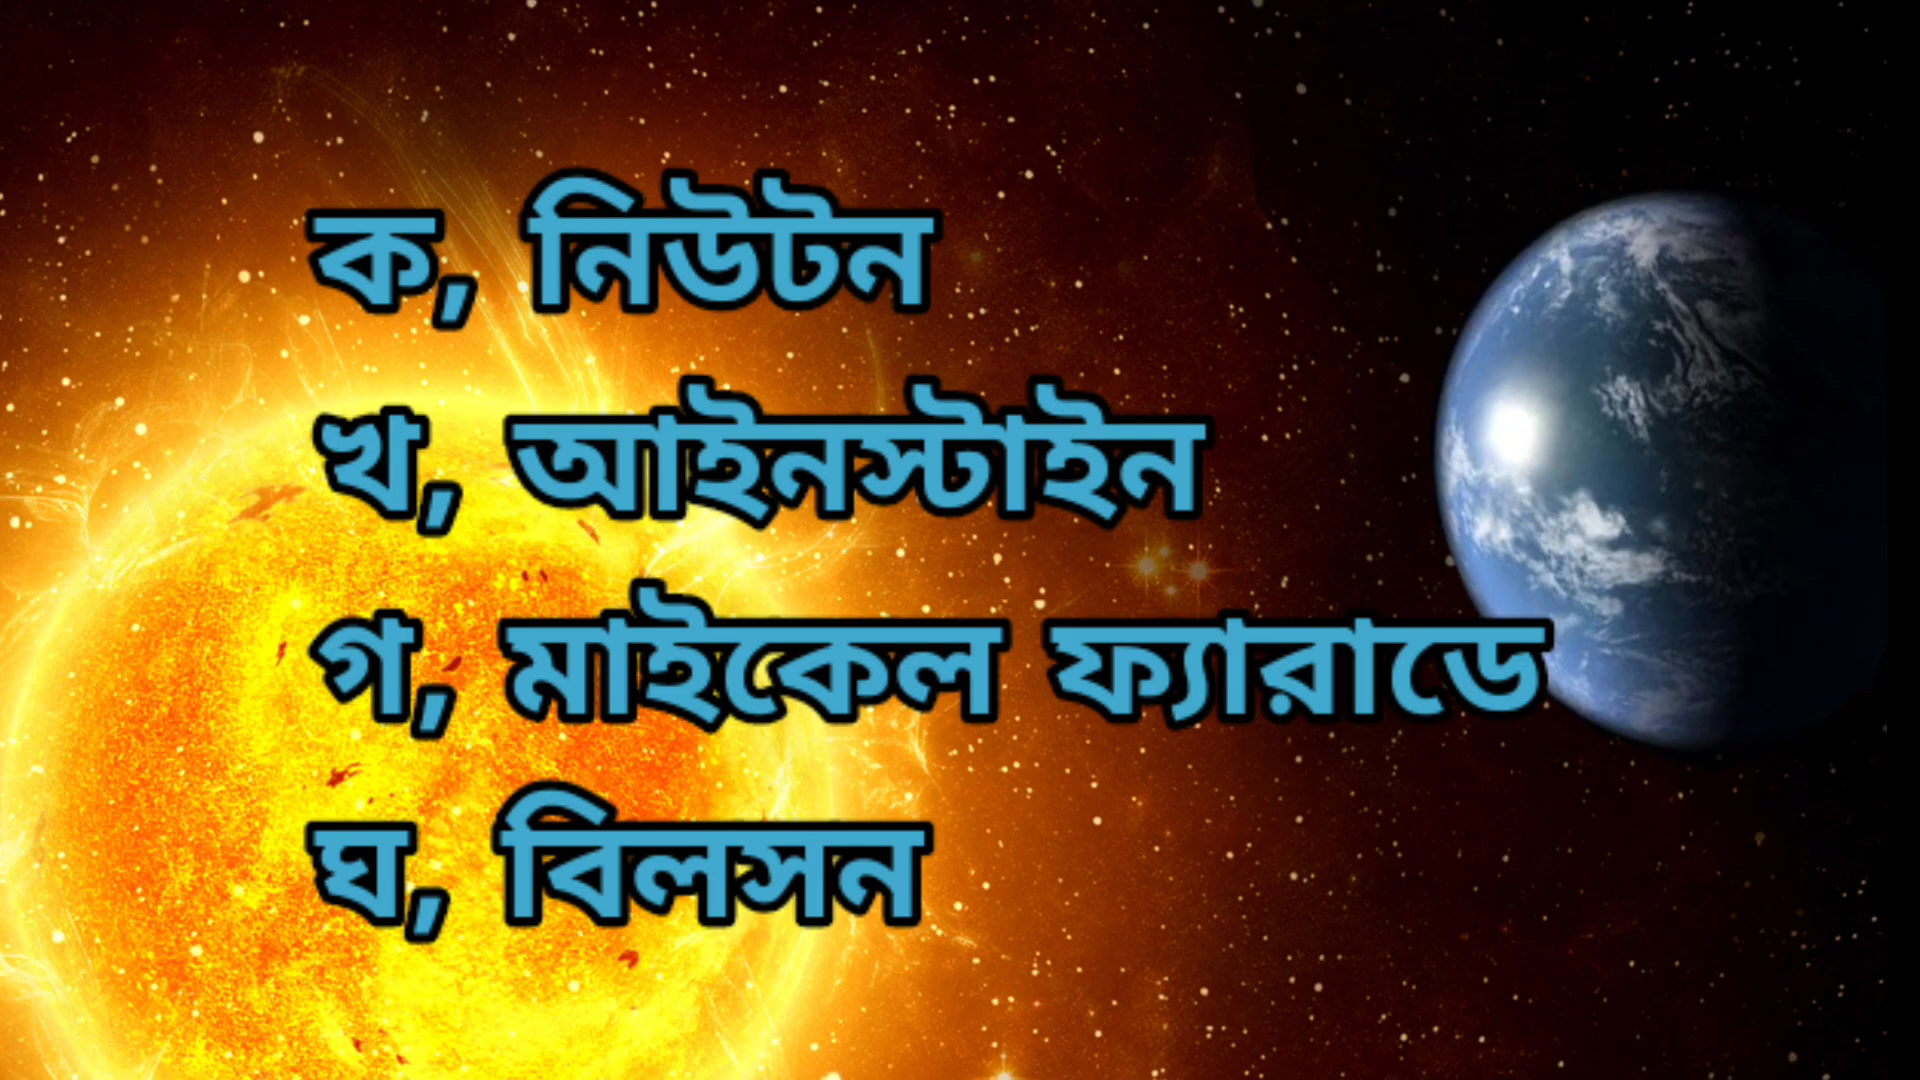 ক, নিউটন
খ, আইনস্টাইন
গ, মাইকেল ফ্যারাডে
ঘ, বিলসন